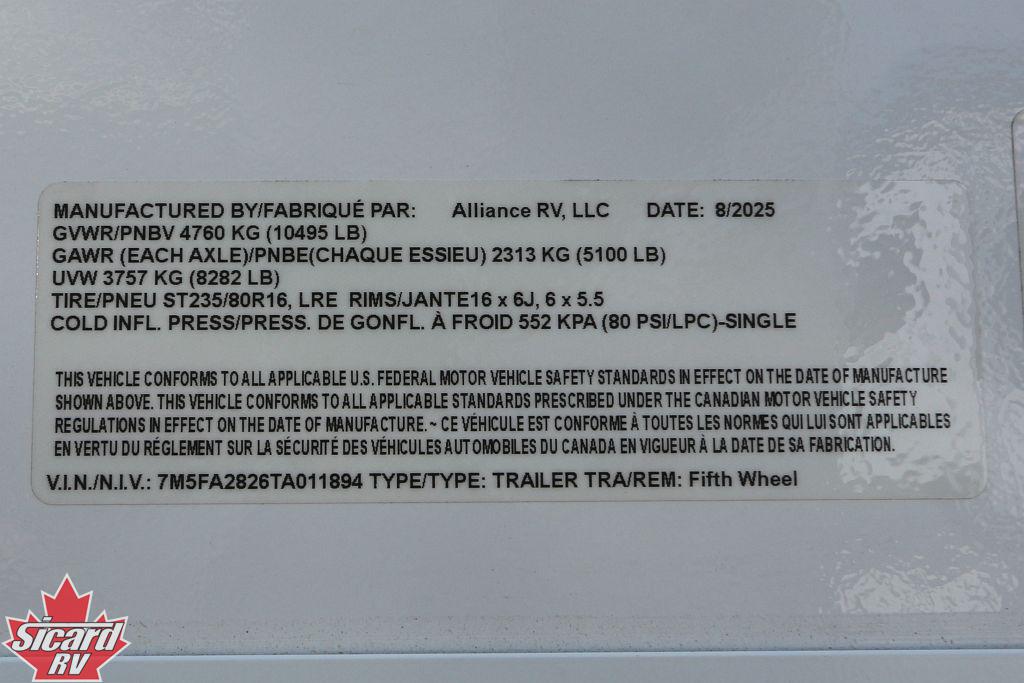 MANUFACTURED BY/FABRIQUÉ PAR: Alliance RV, LLC DATE: 8/2025
GVWR/PNBV 4760 KG (10495 LB)
GAWR (EACH AXLE)/PNBE(CHAQUE ESSIEU) 2313 KG (5100 LB)
UVW 3757 KG (8282 LB)
TIRE/PNEU ST235/80R16, LRE RIMS/JANTE16 x 6J, 6 x 5.5
COLD INFL. PRESS/PRESS. DE GONFL. À FROID 552 KPA (80 PSI/LPC)-SINGLE
THIS VEHICLE CONFORMS TO ALL APPLICABLE U.S. FEDERAL MOTOR VEHICLE SAFETY STANDARDS IN EFFECT ON THE DATE OF MANUFACTURE
SHOWN ABOVE. THIS VEHICLE CONFORMS TO ALL APPLICABLE STANDARDS PRESCRIBED UNDER THE CANADIAN MOTOR VEHICLE SAFETY
REGULATIONS IN EFFECT ON THE DATE OF MANUFACTURE. ~ CE VÉHICULE EST CONFORME À TOUTES LES NORMES QUI LUI SONT APPLICABLES
EN VERTU DU RÉGLEMENT SUR LA SÉCURITÉ DES VÉHICULES AUTOMOBILES DU CANADA EN VIGUEUR À LA DATE DE SA FABRICATION.
V.I.N./N.I.V.: 7M5FA2826TA011894 TYPE/TYPE: TRAILER TRA/REM: Fifth Wheel
Sicard
RV